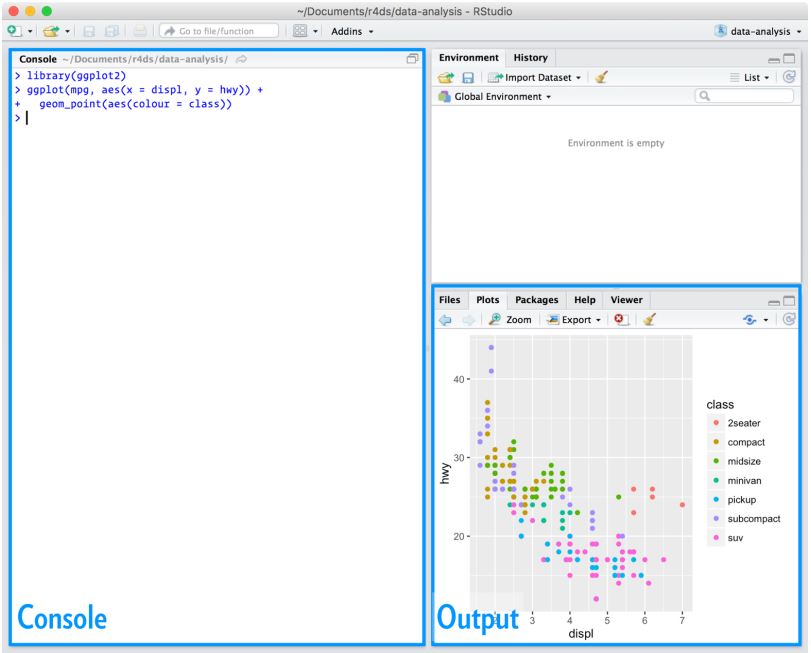 ~/Documents/r4ds/data-analysis - RStudio
Go to file/function
Addins
data-analysis
Console ~/Documents/r4ds/data-analysis/
> library(ggplot2)
> ggplot(mpg, aes(x = displ, y = hwy)) +
+   geom_point(aes(colour = class))
>
Console
Environment History
Import Dataset
List
Global Environment
Environment is empty
Files Plots Packages Help Viewer
Zoom Export
40
30
20
hwy
2 3 4 5 6 7
displ
class
2seater
compact
midsize
minivan
pickup
subcompact
suv
Output